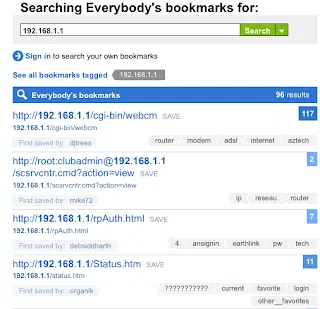 Searching Everybody's bookmarks for:
192.168.1.1 Search
Sign in to search your own bookmarks
See all bookmarks tagged 192.168.1.1
Everybody's bookmarks 96 results
http://192.168.1.1/cgi-bin/webcm SAVE 117
192.168.1.1/cgi-bin/webcm
First saved by: djtreea router modem adsl internet aztech
http://root:clubadmin@192.168.1.1 2
/scsrvcntr.cmd?action=view SAVE
192.168.1.1/scsrvcntr.cmd?action=view
First saved by: mike72 ip reseau router
http://192.168.1.1/rpAuth.html SAVE 7
192.168.1.1/rpAuth.html
First saved by: debsiddharth 4 ansignin earthlink pw tech
http://192.168.1.1/Status.htm SAVE 11
192.168.1.1/Status.htm
First saved by: organik ??????????? current favorite login
other__favorites